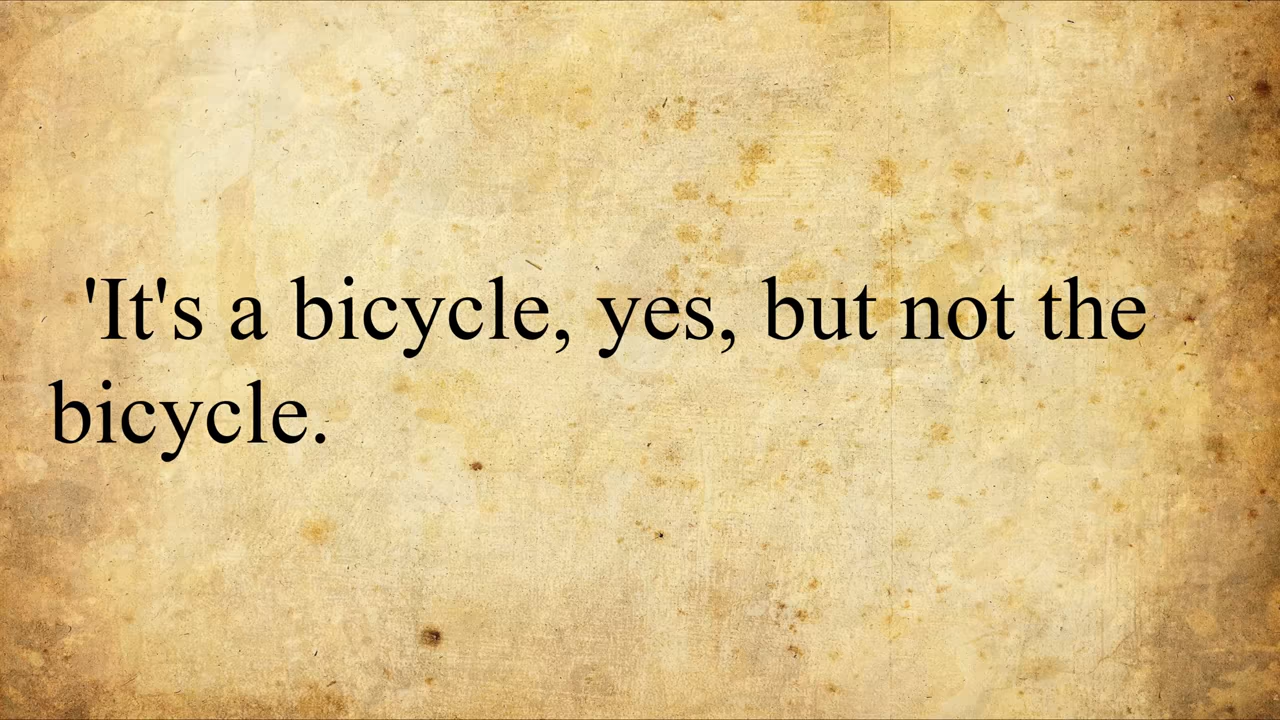 'It's a bicycle, yes, but not the
bicycle.